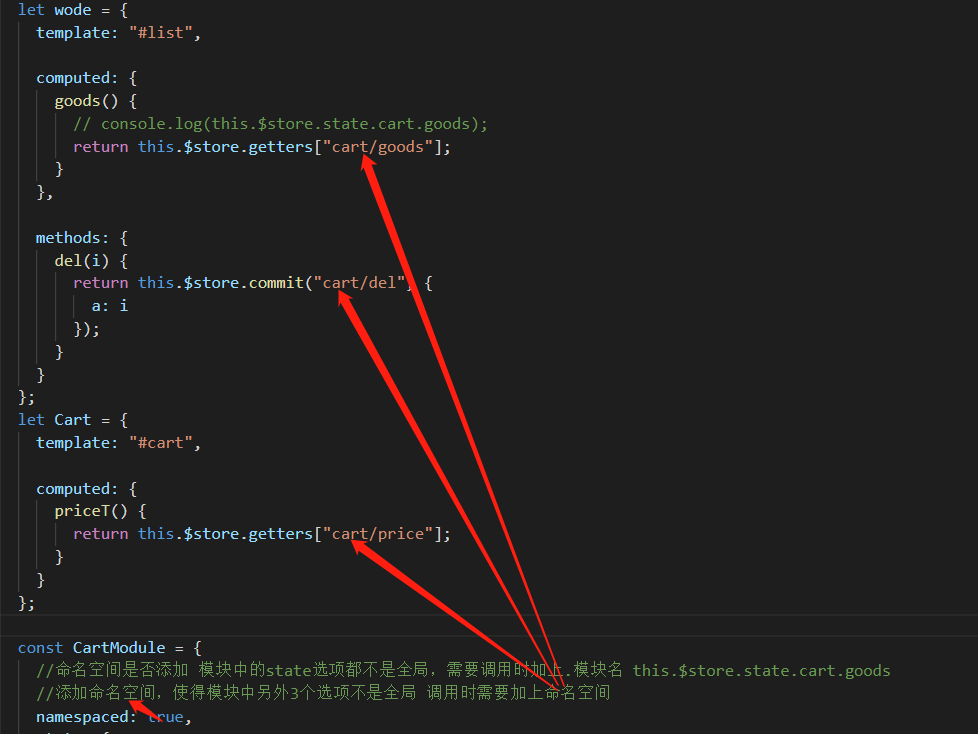 let wode = {
template: "#list",
computed: {
goods() {
// console.log(this.$store.state.cart.goods);
return this.$store.getters["cart/goods"];
}
},
methods: {
del(i) {
return this.$store.commit("cart/del", {
a: i
});
}
}
};
let Cart = {
template: "#cart",
computed: {
priceT() {
return this.$store.getters["cart/price"];
}
}
};
const CartModule = {
//命名空间是否添加 模块中的state选项都不是全局，需要调用时加上.模块名 this.$store.state.cart.goods
//添加命名空间，使得模块中另外3个选项不是全局 调用时需要加上命名空间
namespaced: true,